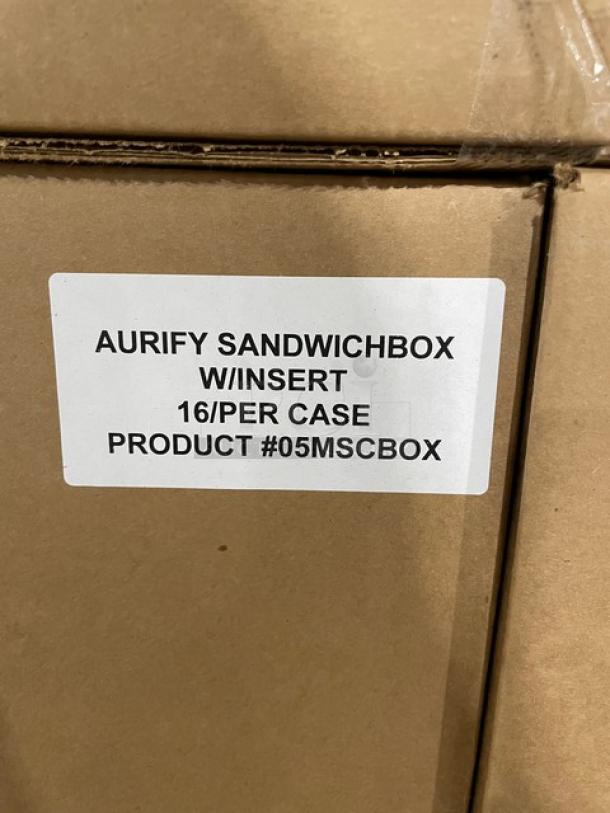 AURIFY SANDWICHBOX
W/INSERT
16/PER CASE
PRODUCT #05MSCBOX